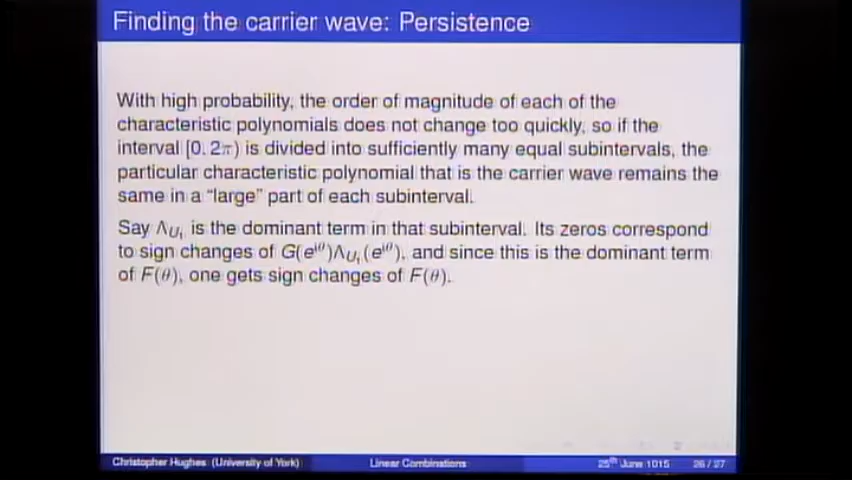 Finding the carrier wave: Persistence
With high probability, the order of magnitude of each of the
characteristic polynomials does not change too quickly, so if the
interval [0, 2π) is divided into sufficiently many equal subintervals, the
particular characteristic polynomial that is the carrier wave remains the
same in a "large" part of each subinterval.
Say Λ_{U_1} is the dominant term in that subinterval. Its zeros correspond
to sign changes of G(e^{iθ})Λ_{U_1}(e^{iθ}), and since this is the dominant term
of F(θ), one gets sign changes of F(θ).
Christopher Hughes (University of York) Linear Combinations 25th June 1015 26 / 27